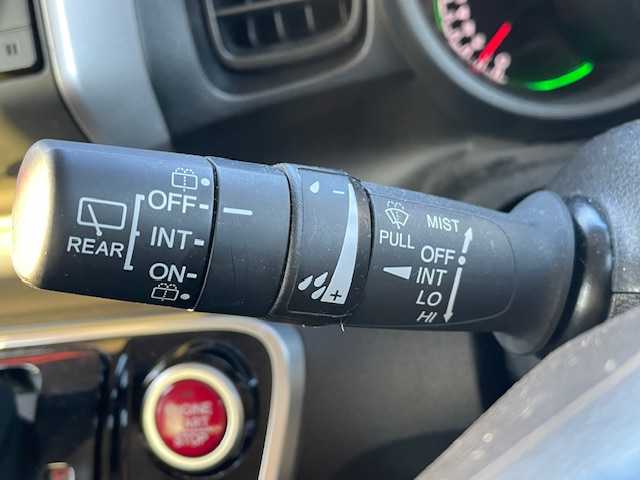 OFF
REAR
INT
ON
− 
+
PULL
MIST
OFF
INT
LO
HI
ENGINE
START
STOP